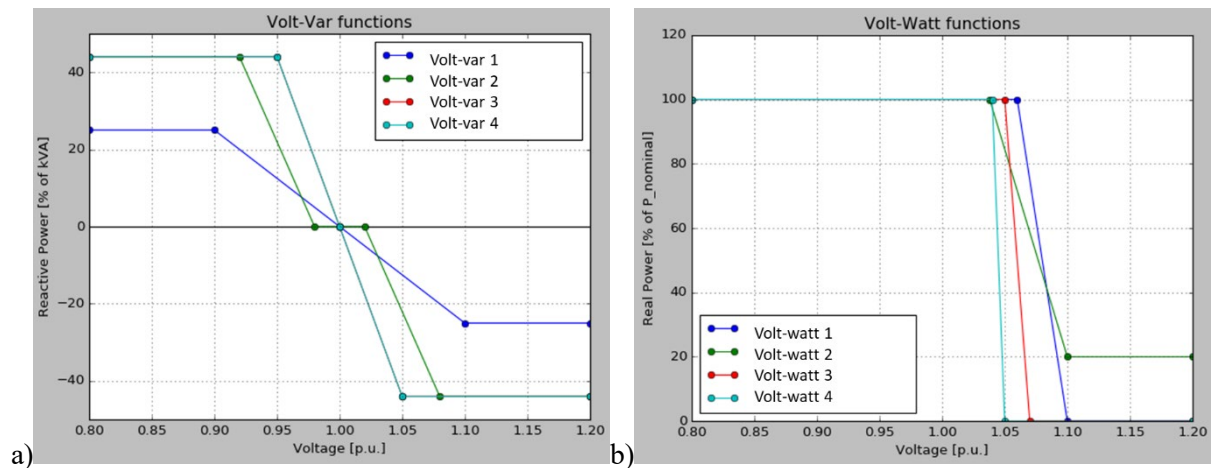 Volt-Var functions
Reactive Power [% of kVA]
40
20
0
−20
−40
Volt-var 1
Volt-var 2
Volt-var 3
Volt-var 4
0.80 0.85 0.90 0.95 1.00 1.05 1.10 1.15 1.20
Voltage [p.u.]
a)
Volt-Watt functions
Real Power [% of P_nominal]
120
100
80
60
40
20
0
Volt-watt 1
Volt-watt 2
Volt-watt 3
Volt-watt 4
0.80 0.85 0.90 0.95 1.00 1.05 1.10 1.15 1.20
Voltage [p.u.]
b)